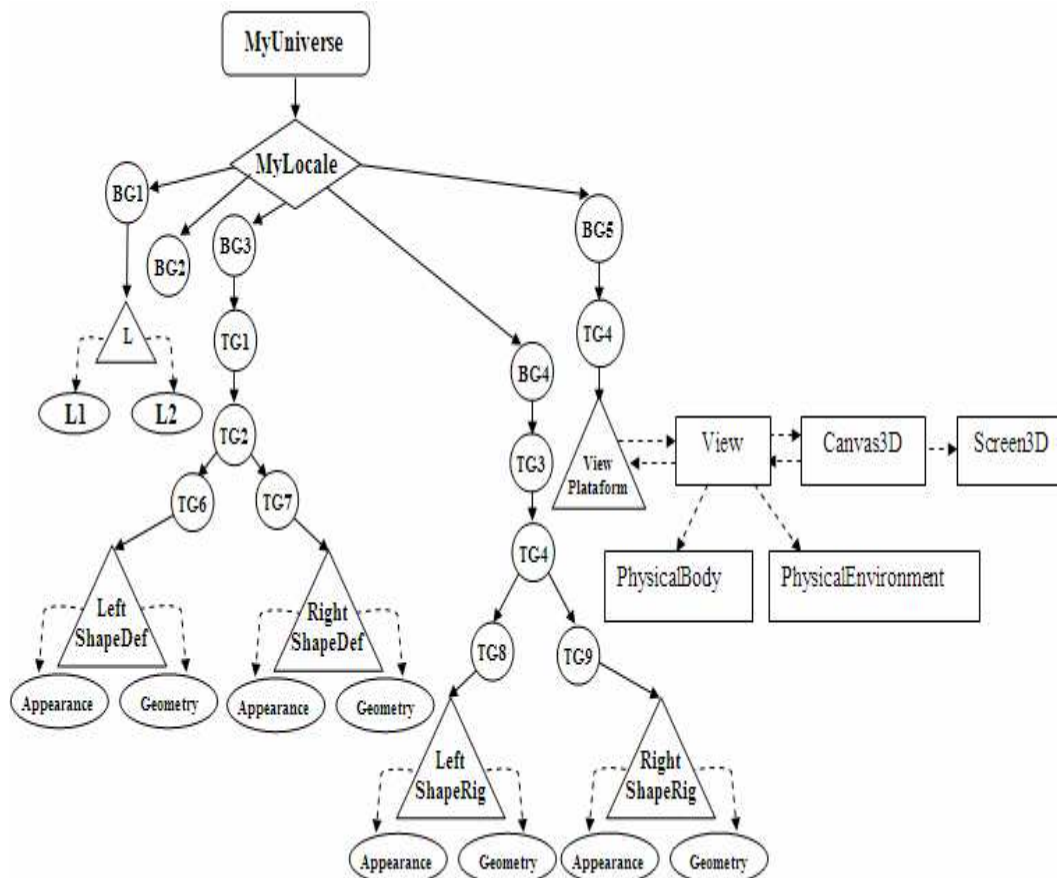 MyUniverse
MyLocale
BG1
BG2
BG3
BG5
L
TG1
TG4
BG4
L1
L2
TG2
TG3
View
Plataform
View
Canvas3D
Screen3D
TG6
TG7
TG4
PhysicalBody
PhysicalEnvironment
Left
ShapeDef
Right
ShapeDef
TG8
TG9
Appearance
Geometry
Appearance
Geometry
Left
ShapeRig
Right
ShapeRig
Appearance
Geometry
Appearance
Geometry